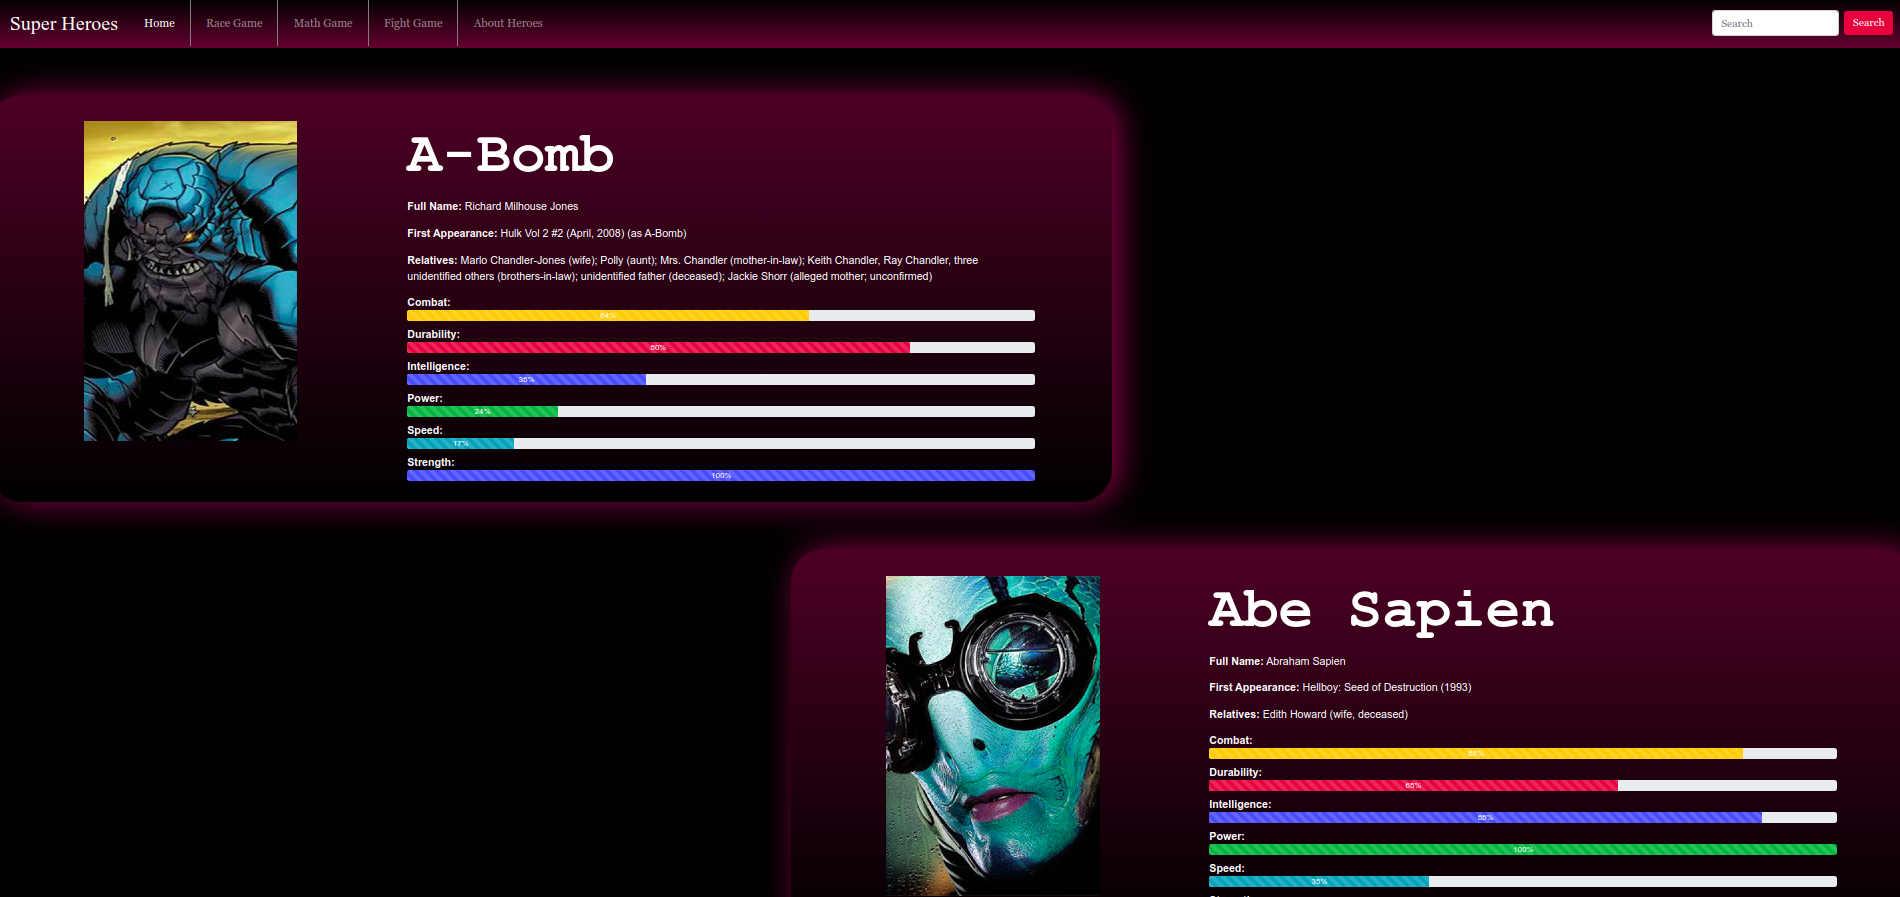 Super Heroes Home Race Game Math Game Fight Game About Heroes Search Search
A-Bomb
Full Name: Richard Milhouse Jones
First Appearance: Hulk Vol 2 #2 (April, 2008) (as A-Bomb)
Relatives: Marlo Chandler-Jones (wife); Polly (aunt); Mrs. Chandler (mother-in-law); Keith Chandler, Ray Chandler, three
unidentified others (brothers-in-law); unidentified father (deceased); Jackie Shorr (alleged mother; unconfirmed)
Combat:
64%
Durability:
80%
Intelligence:
38%
Power:
24%
Speed:
17%
Strength:
100%
Abe Sapien
Full Name: Abraham Sapien
First Appearance: Hellboy: Seed of Destruction (1993)
Relatives: Edith Howard (wife, deceased)
Combat:
85%
Durability:
65%
Intelligence:
88%
Power:
100%
Speed:
35%